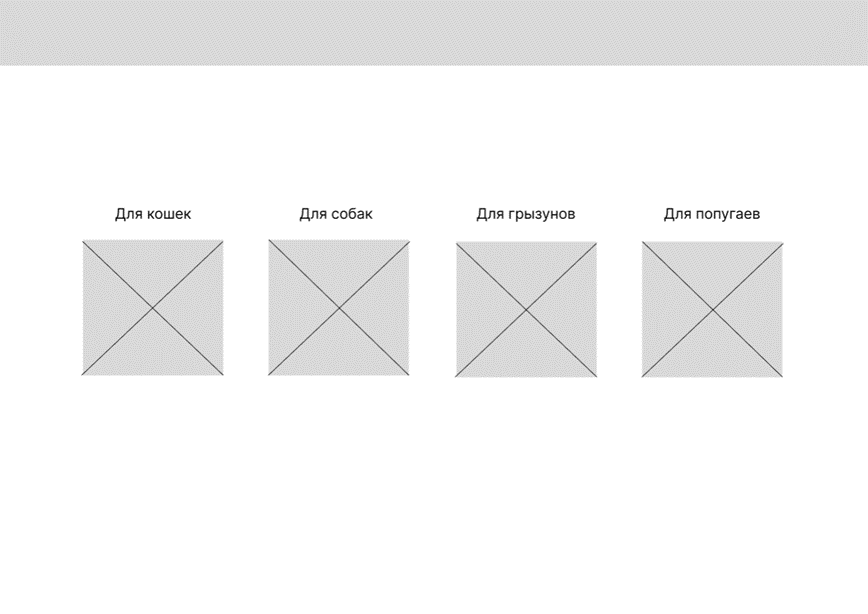 Для кошек
Для собак
Для грызунов
Для попугаев